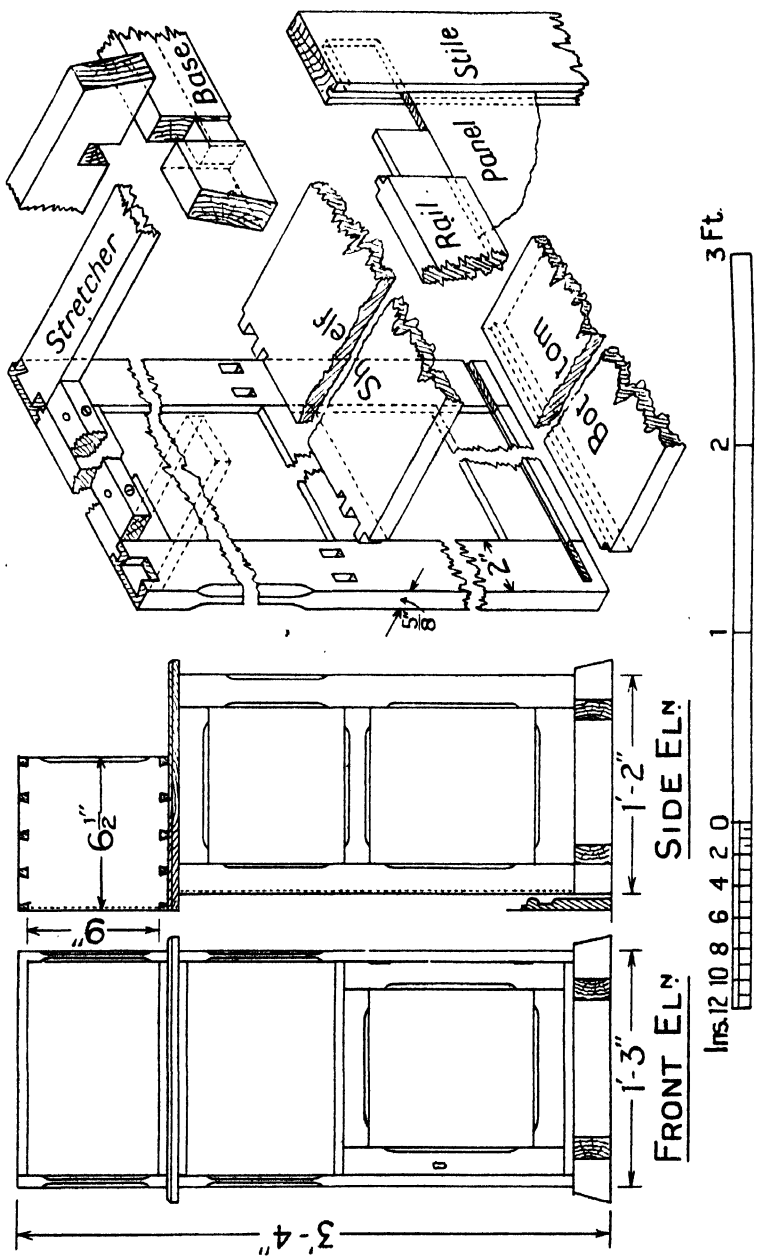 3'-4"
9"
6½"
1'-3"
FRONT ELN
1'-2"
SIDE ELN
Stretcher
Base
Shelf
Rail
Panel
Stile
Bottom
5/8"
2"
Ins. 12 10 8 6 4 2 0 1 2 3 Ft.